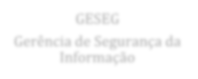 GESEG
Gerência de Segurança da
Informação